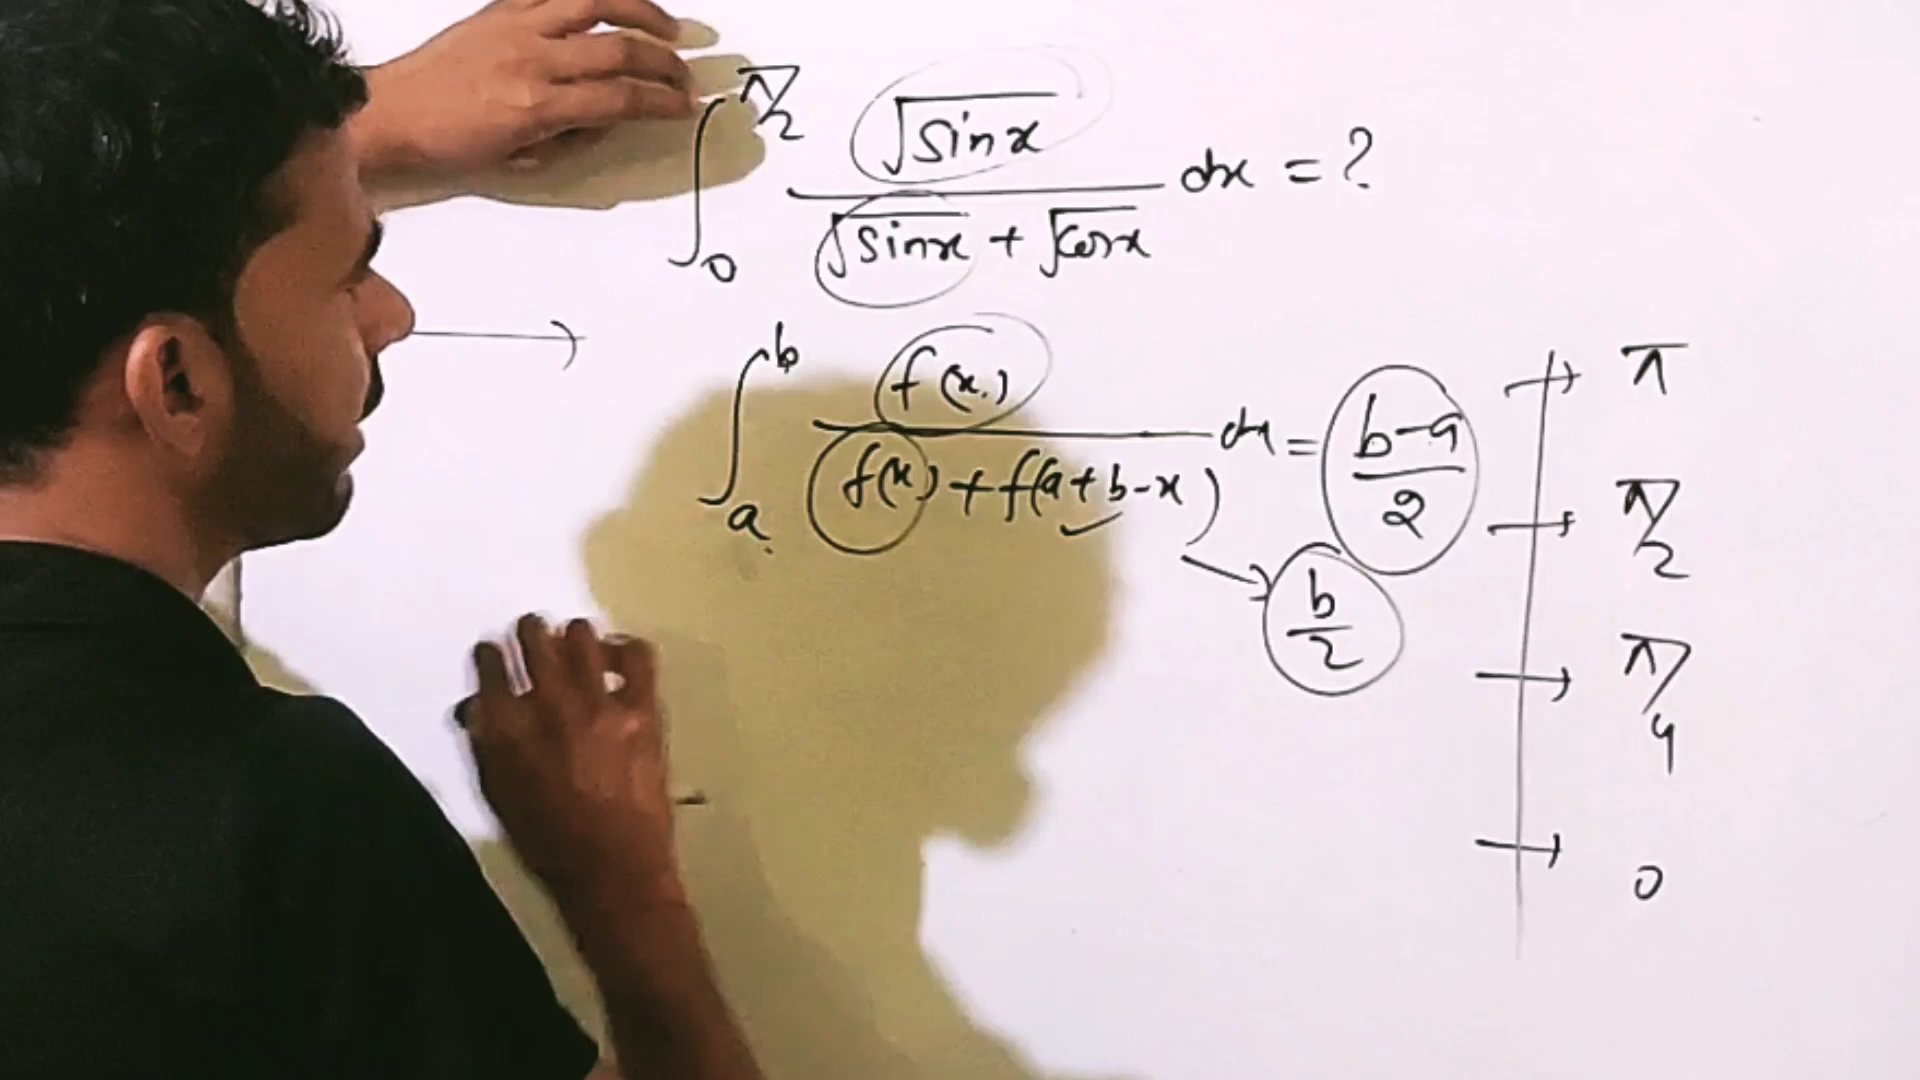 ∫₀^(π/2) √sinx / (√sinx + √cosx) dx = ?
∫ₐᵇ f(x) / (f(x) + f(a+b-x)) dx = (b-a)/2
b/2
π
π/2
π/4
0